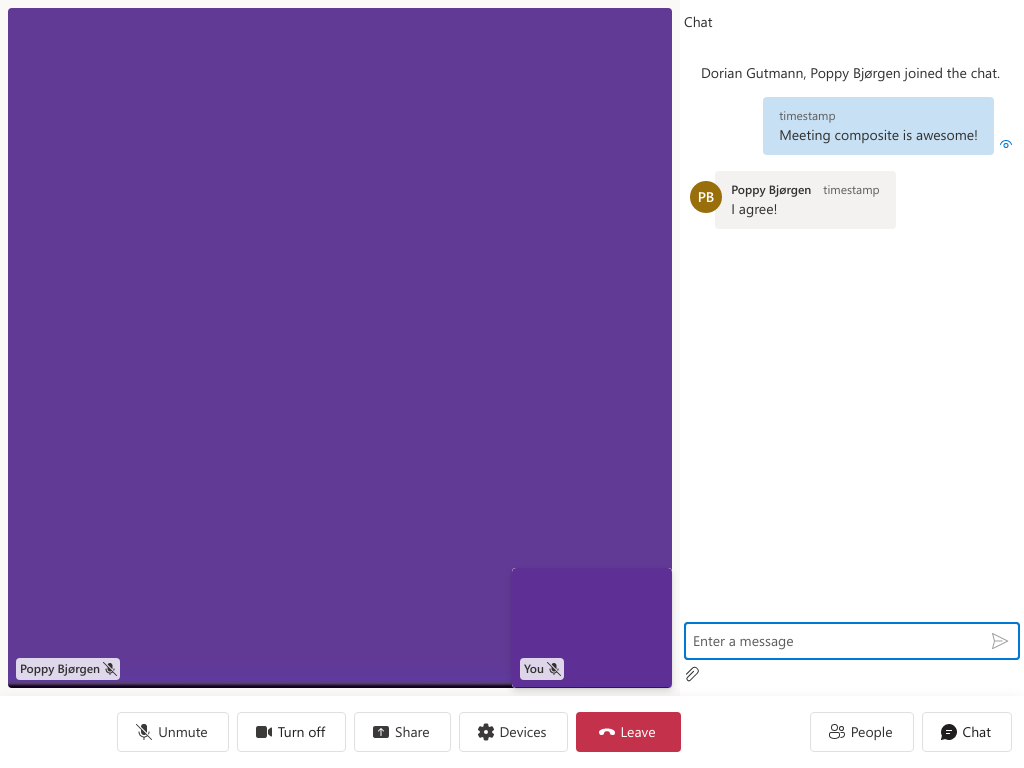 Chat
Dorian Gutmann, Poppy Bjørgen joined the chat.
timestamp
Meeting composite is awesome!
PB
Poppy Bjørgen timestamp
I agree!
Enter a message
Poppy Bjørgen
You
Unmute
Turn off
Share
Devices
Leave
People
Chat